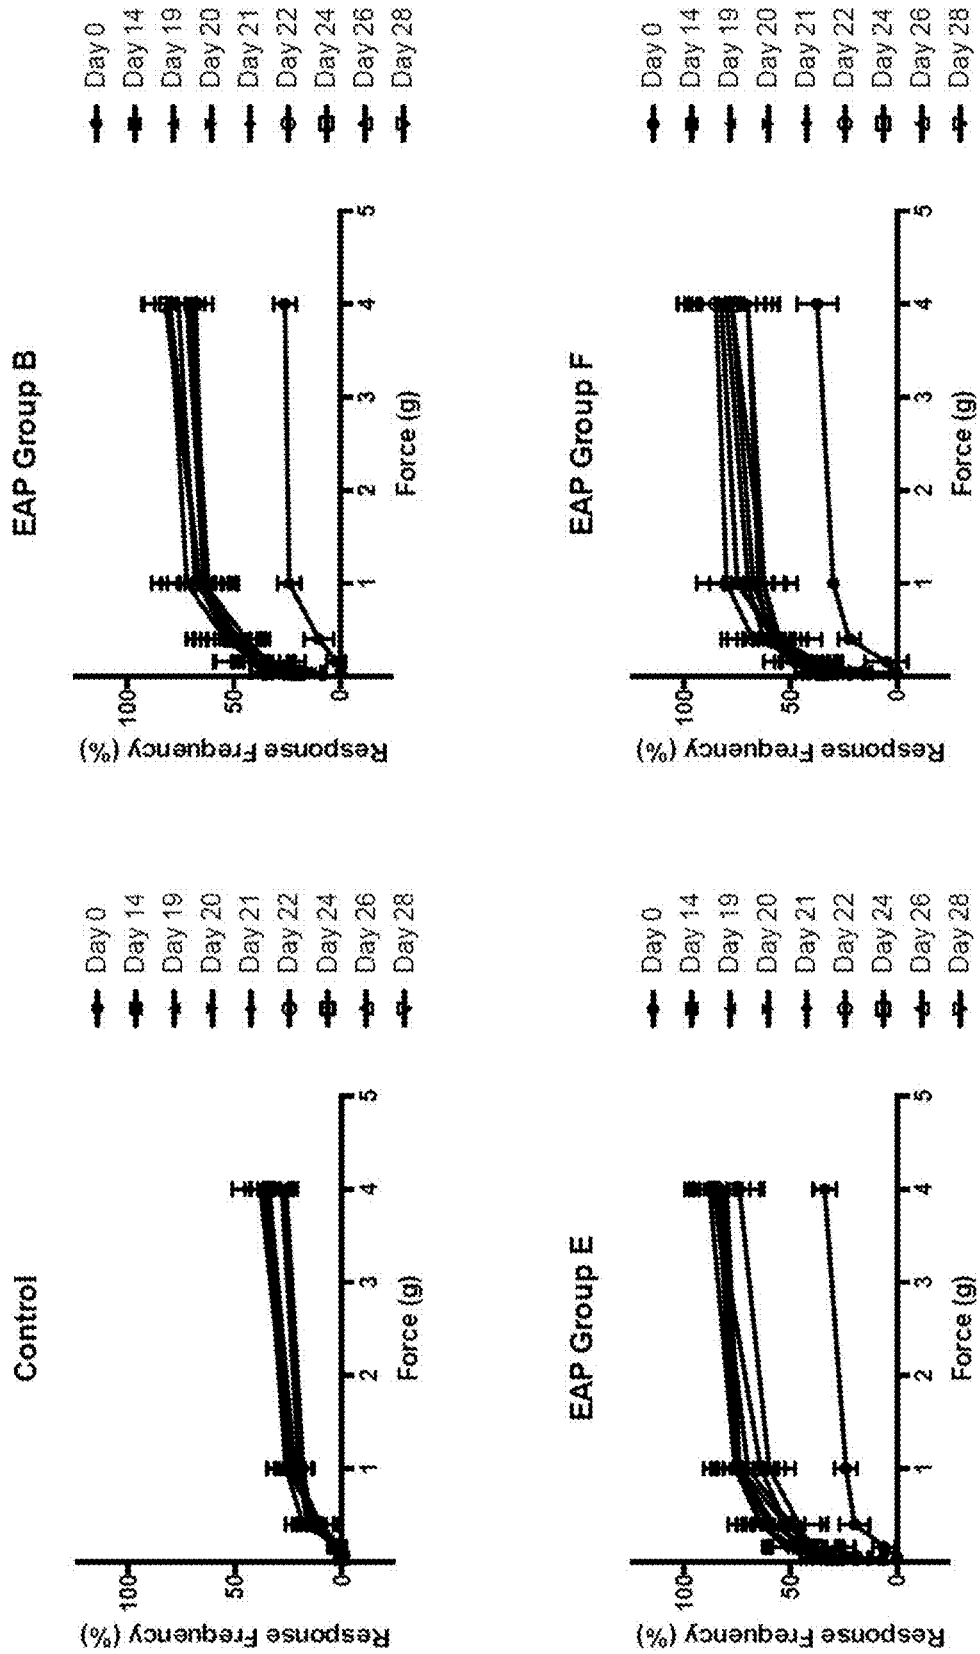 Control
Response Frequency (%)
100
50
0
1
2
3
4
5
Force (g)
Day 0
Day 14
Day 19
Day 20
Day 21
Day 22
Day 24
Day 26
Day 28
EAP Group B
Response Frequency (%)
100
50
0
1
2
3
4
5
Force (g)
Day 0
Day 14
Day 19
Day 20
Day 21
Day 22
Day 24
Day 26
Day 28
EAP Group E
Response Frequency (%)
100
50
0
1
2
3
4
5
Force (g)
Day 0
Day 14
Day 19
Day 20
Day 21
Day 22
Day 24
Day 26
Day 28
EAP Group F
Response Frequency (%)
100
50
0
1
2
3
4
5
Force (g)
Day 0
Day 14
Day 19
Day 20
Day 21
Day 22
Day 24
Day 26
Day 28